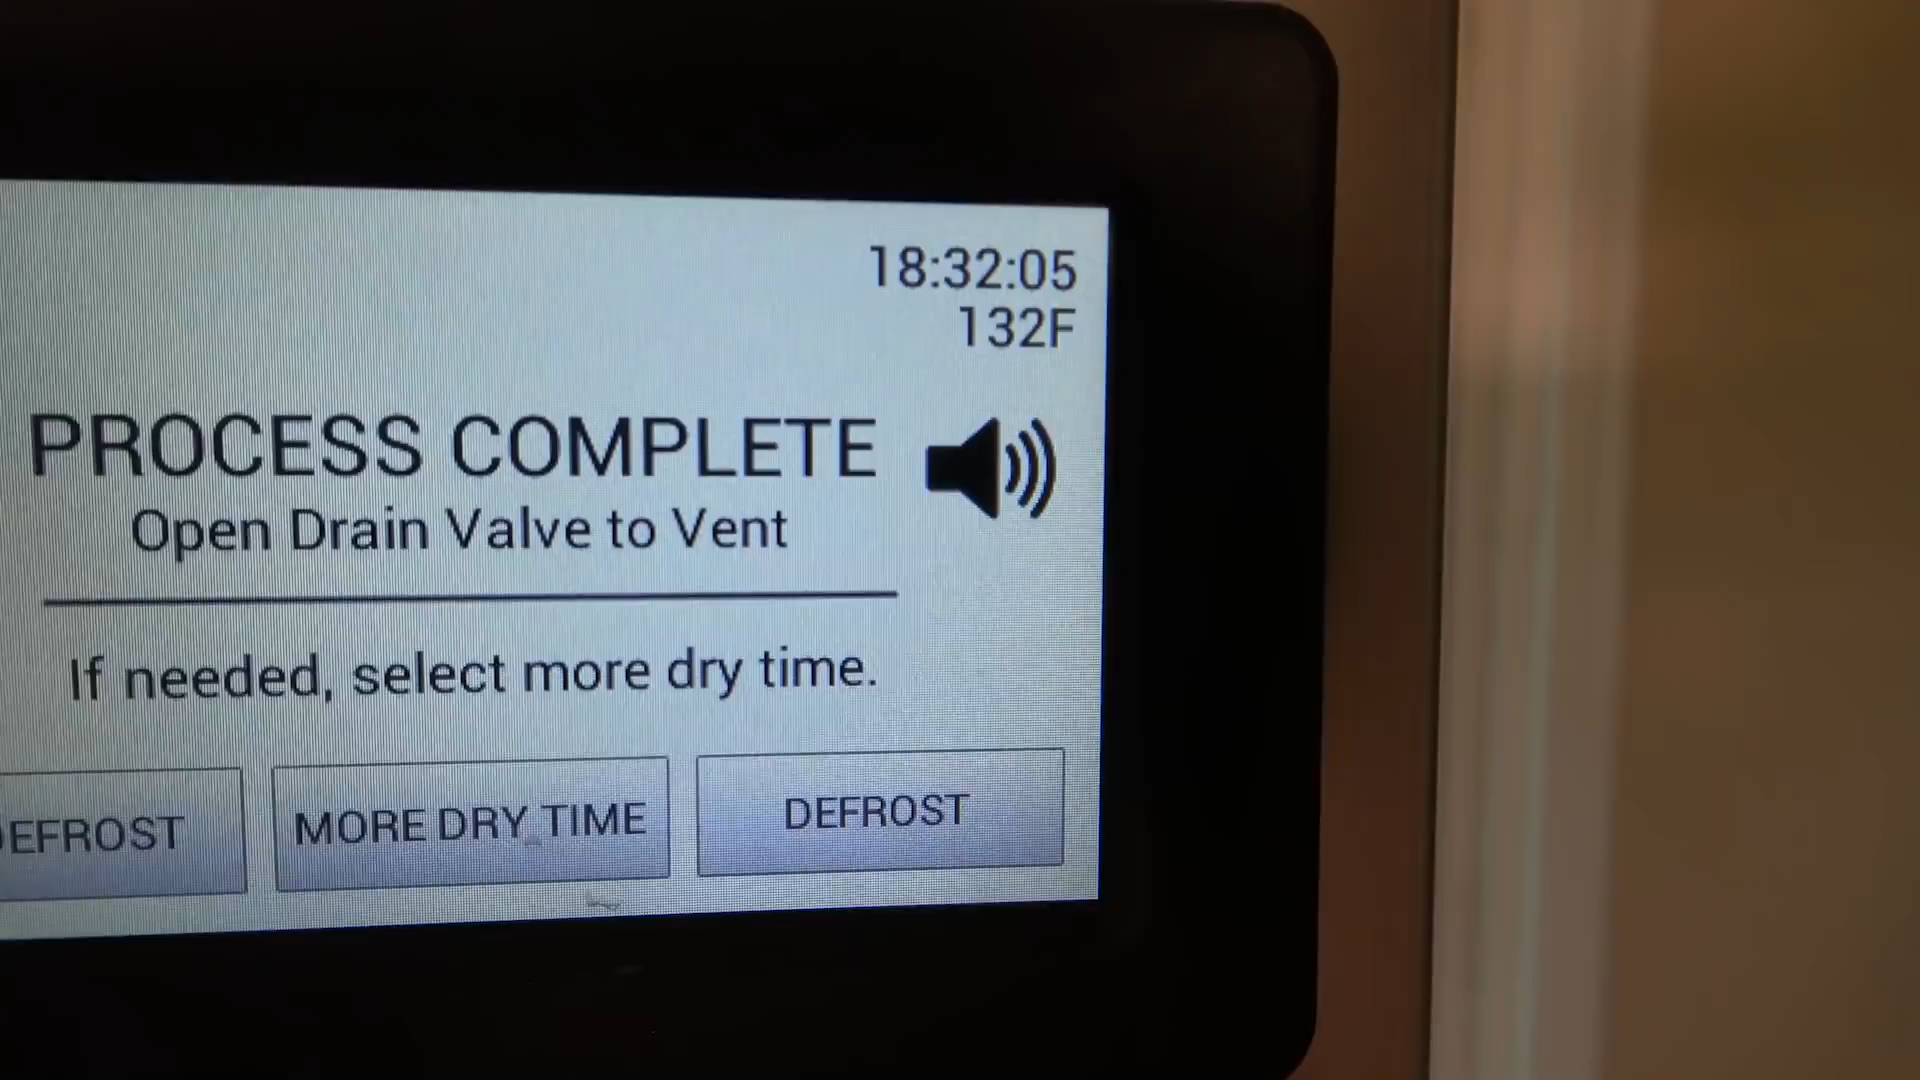 18:32:05
132F
PROCESS COMPLETE
Open Drain Valve to Vent
If needed, select more dry time.
EFROST
MORE DRY TIME
DEFROST